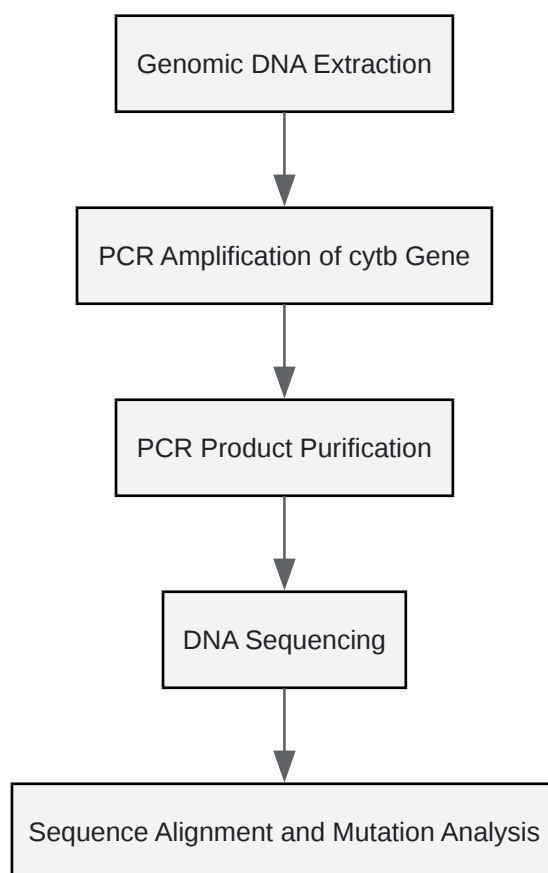 Genomic DNA Extraction
PCR Amplification of cytb Gene
PCR Product Purification
DNA Sequencing
Sequence Alignment and Mutation Analysis